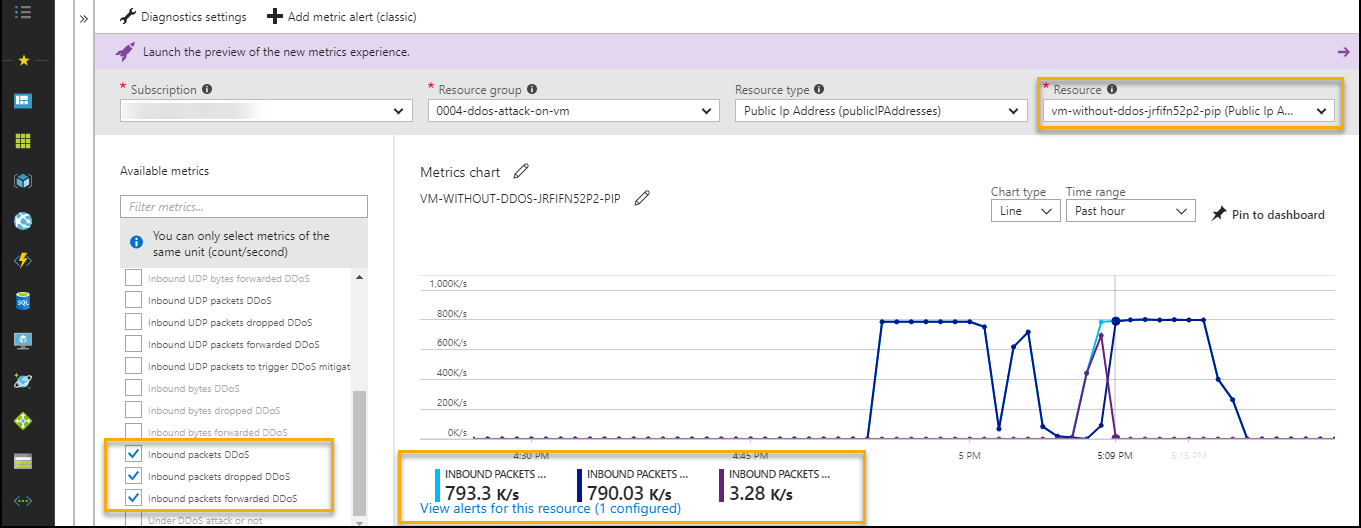 » Diagnostics settings Add metric alert (classic)
Launch the preview of the new metrics experience.
* Subscription * Resource group Resource type * Resource
0004-ddos-attack-on-vm Public Ip Address (publicIPAddresses) vm-without-ddos-jrfifn52p2-pip (Public Ip A...
Available metrics
Filter metrics...
You can only select metrics of the
same unit (count/second)
Inbound UDP bytes forwarded DDoS
Inbound UDP packets DDoS
Inbound UDP packets dropped DDoS
Inbound UDP packets forwarded DDoS
Inbound UDP packets to trigger DDoS mitigat
Inbound bytes DDoS
Inbound bytes dropped DDoS
Inbound bytes forwarded DDoS
Inbound packets DDoS
Inbound packets dropped DDoS
Inbound packets forwarded DDoS
Under DDoS attack or not
Metrics chart
VM-WITHOUT-DDOS-JRFIFN52P2-PIP
Chart type Time range
Line Past hour Pin to dashboard
1,000K/s
800K/s
600K/s
400K/s
200K/s
0K/s
4:30 PM 4:45 PM 5 PM 5:09 PM 5:15 PM
INBOUND PACKETS ... INBOUND PACKETS ... INBOUND PACKETS ...
793.3 K/s 790.03 K/s 3.28 K/s
View alerts for this resource (1 configured)
SQL